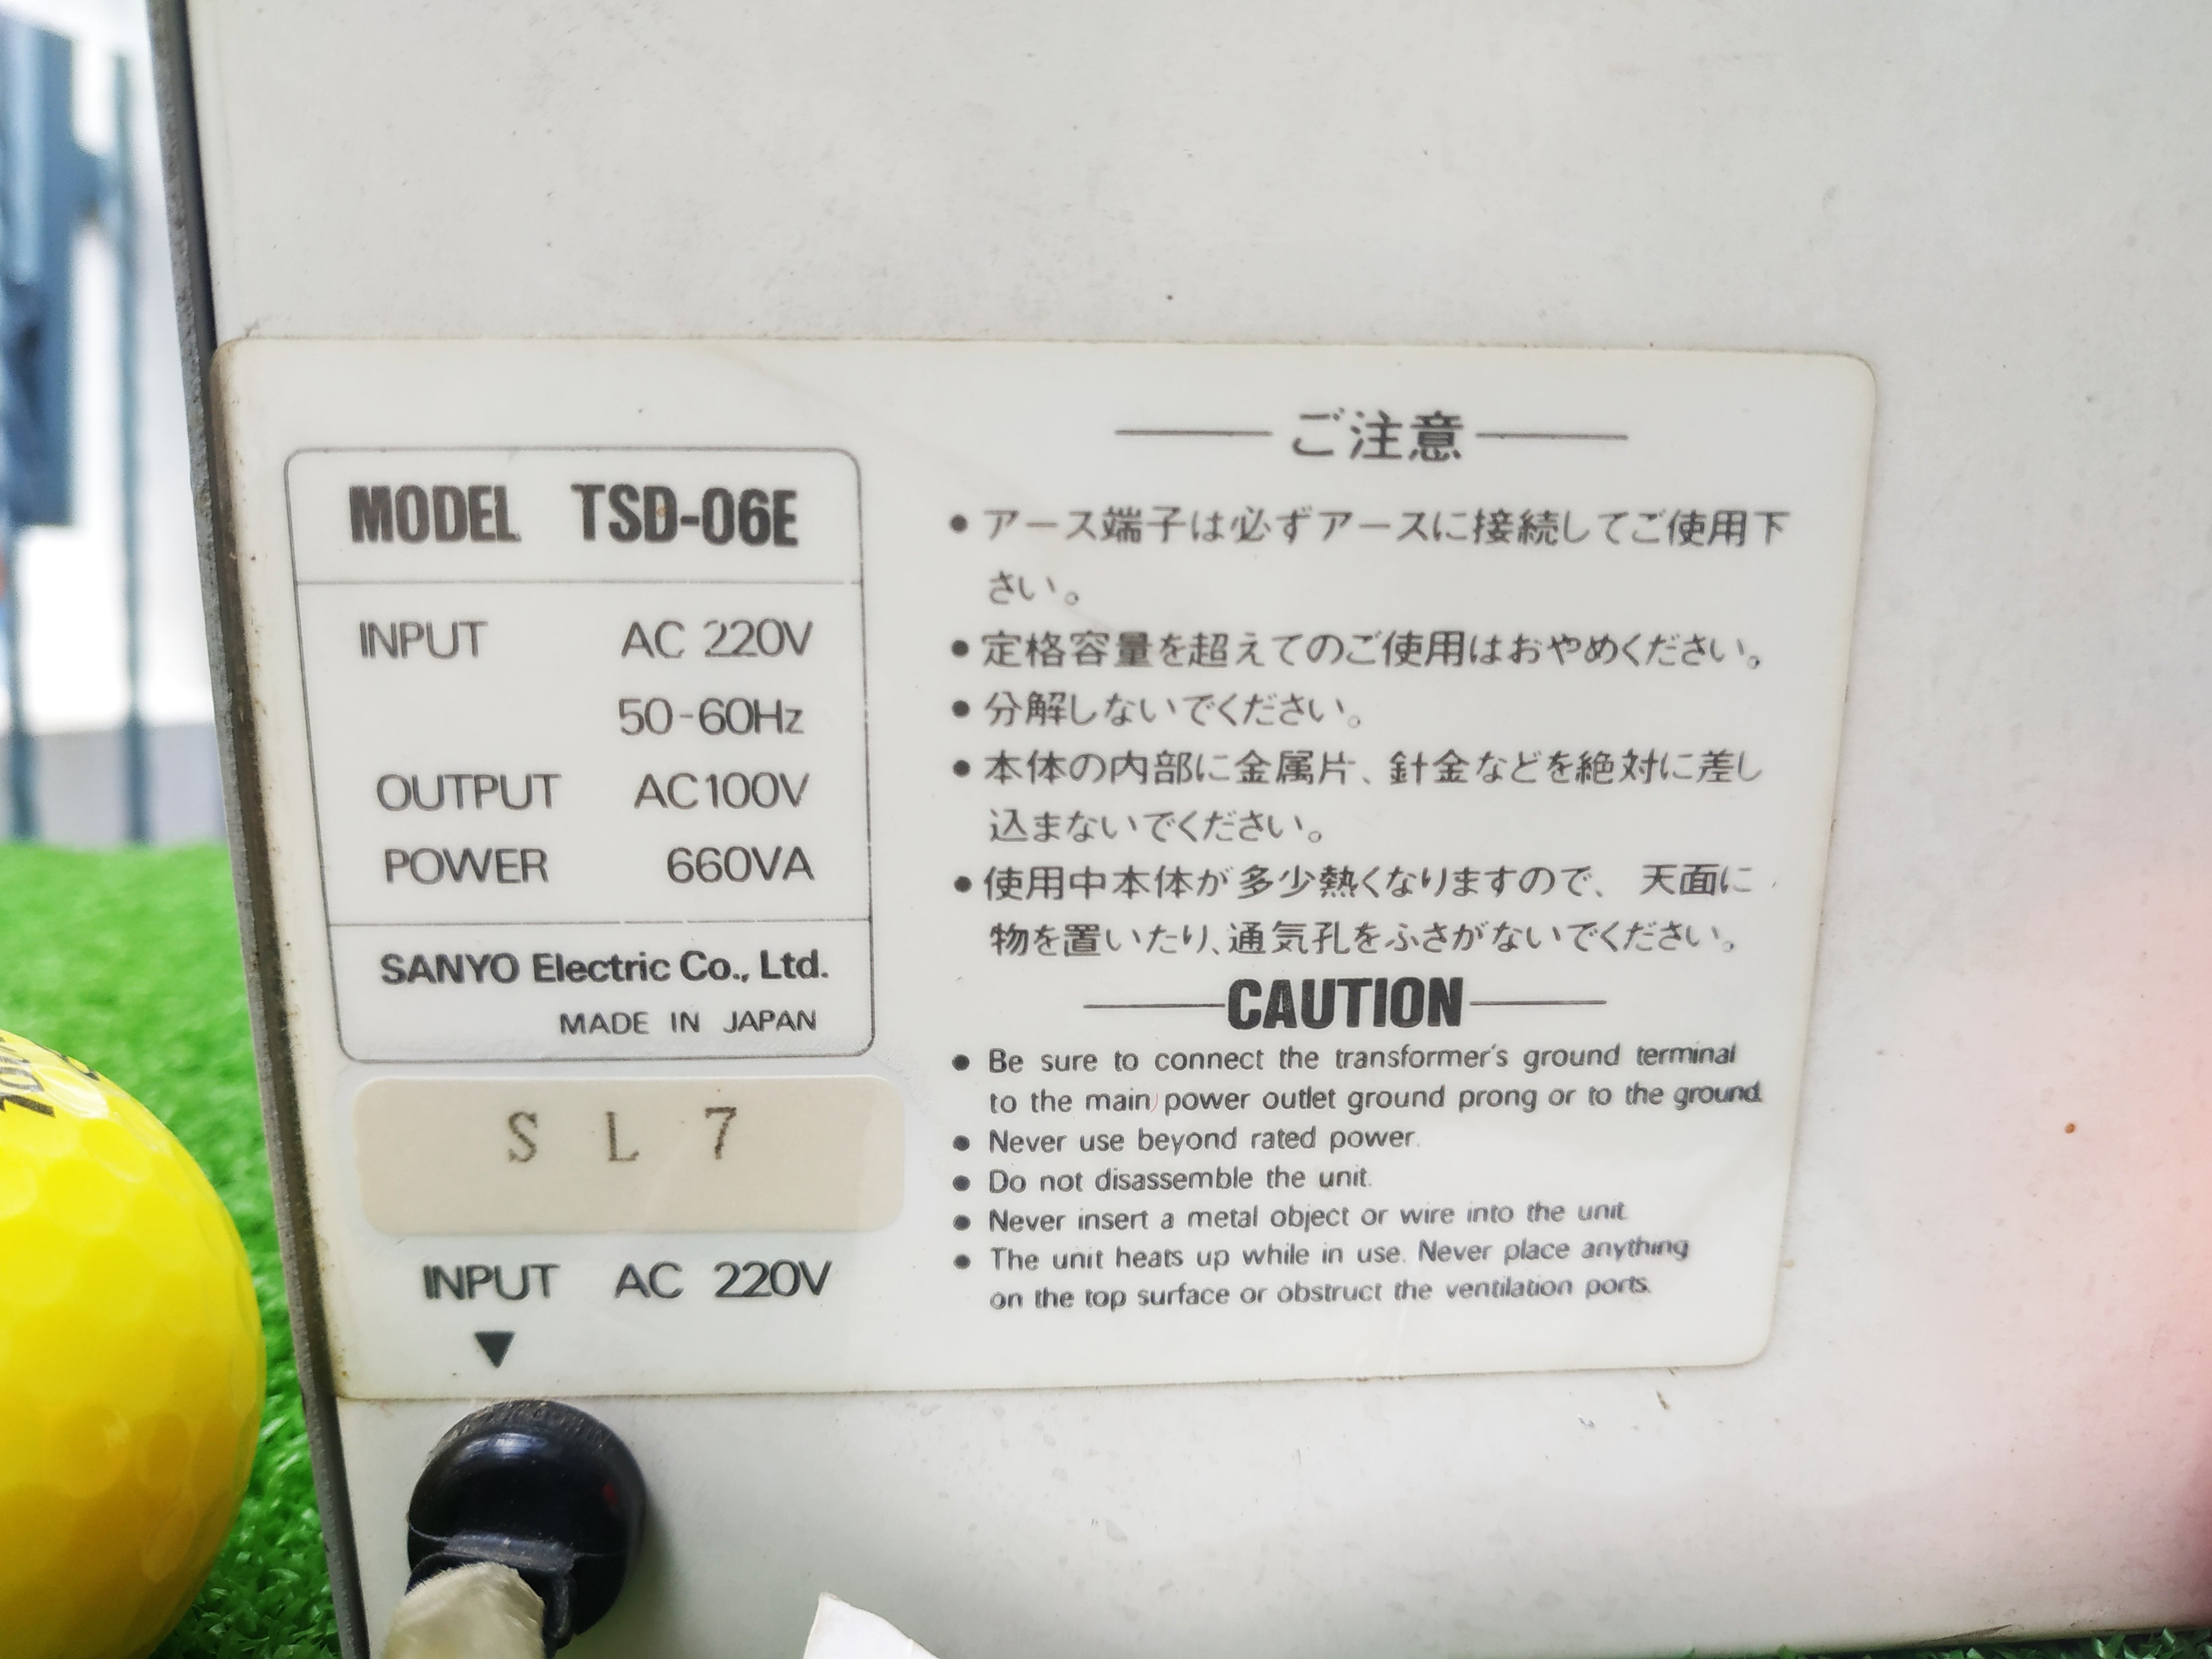 MODEL TSD-06E
INPUT AC 220V
50-60Hz
OUTPUT AC100V
POWER 660VA
SANYO Electric Co., Ltd.
MADE IN JAPAN
S L 7
INPUT AC 220V
▼
ご注意
● アース端子は必ずアースに接続してご使用下
さい。
● 定格容量を超えてのご使用はおやめください。
● 分解しないでください。
● 本体の内部に金属片、針金などを絶対に差し
込まないでください。
● 使用中本体が多少熱くなりますので、天面に
物を置いたり、通気孔をふさがないでください。
CAUTION
● Be sure to connect the transformer's ground terminal
to the main power outlet ground prong or to the ground.
● Never use beyond rated power.
● Do not disassemble the unit.
● Never insert a metal object or wire into the unit.
● The unit heats up while in use. Never place anything
on the top surface or obstruct the ventilation ports.